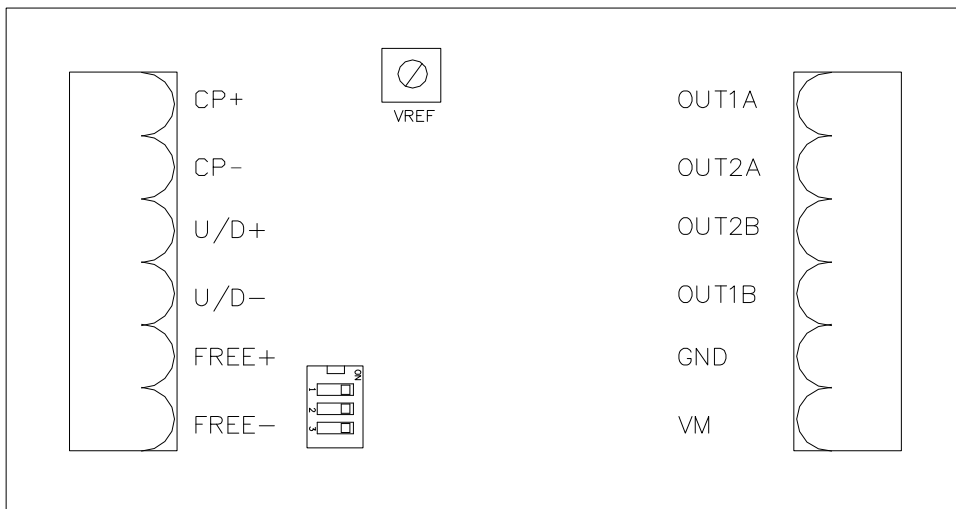 CP+
CP-
U/D+
U/D-
FREE+
FREE-
VREF
ON
1
2
3
OUT1A
OUT2A
OUT2B
OUT1B
GND
VM